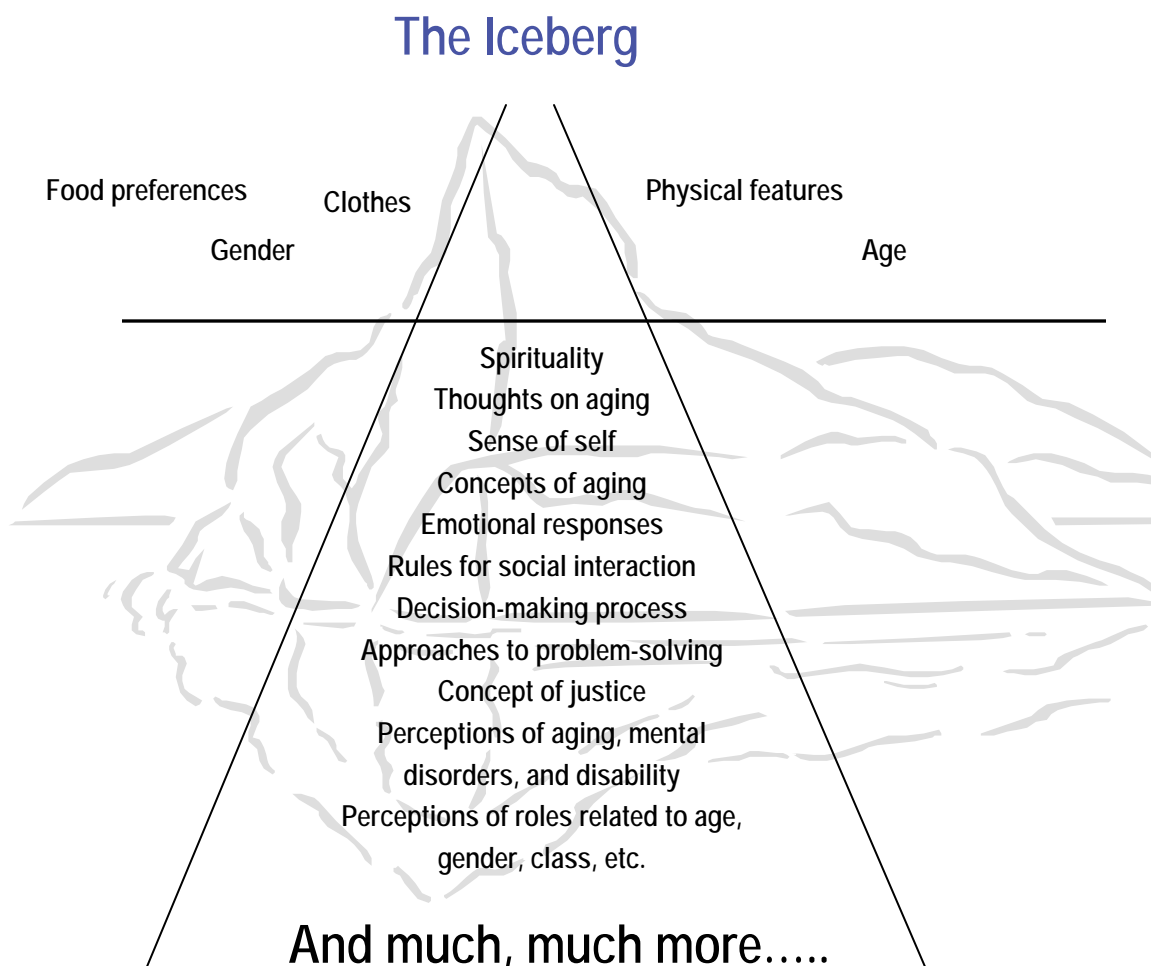 The Iceberg
Food preferences
Clothes
Physical features
Gender
Age
Spirituality
Thoughts on aging
Sense of self
Concepts of aging
Emotional responses
Rules for social interaction
Decision-making process
Approaches to problem-solving
Concept of justice
Perceptions of aging, mental
disorders, and disability
Perceptions of roles related to age,
gender, class, etc.
And much, much more…..